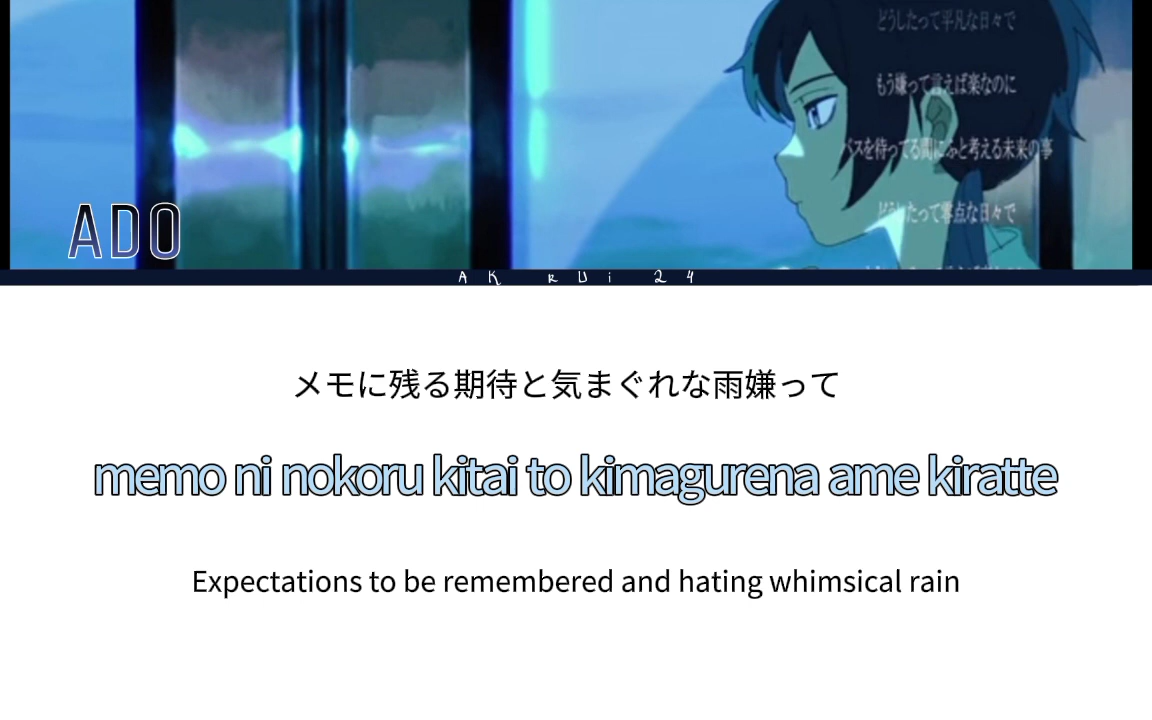 どうしたって平凡な日々で
もう嫌って言えば楽なのに
バスを待ってる間にふと考える未来の事
どうしたって零点な日々で
ADO
AK RUi 24
メモに残る期待と気まぐれな雨嫌って
memo ni nokoru kitai to kimagurena ame kiratte
Expectations to be remembered and hating whimsical rain